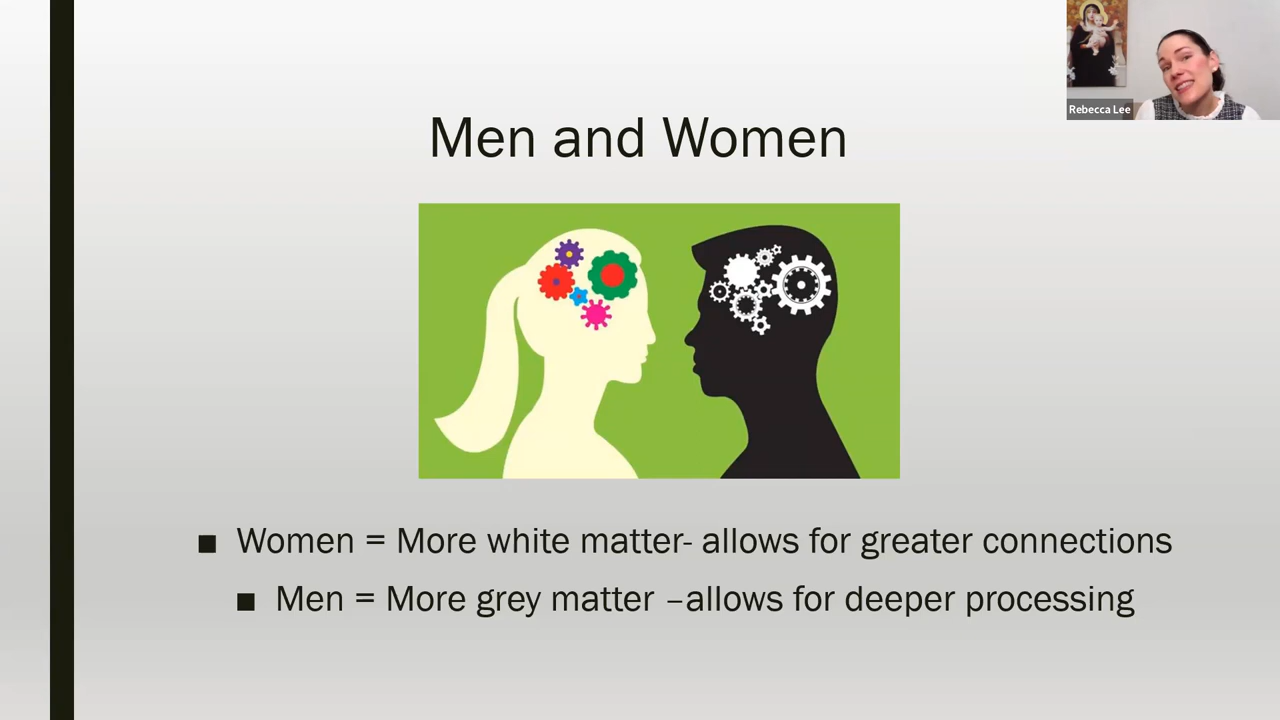 Rebecca Lee
Men and Women
■ Women = More white matter- allows for greater connections
■ Men = More grey matter –allows for deeper processing